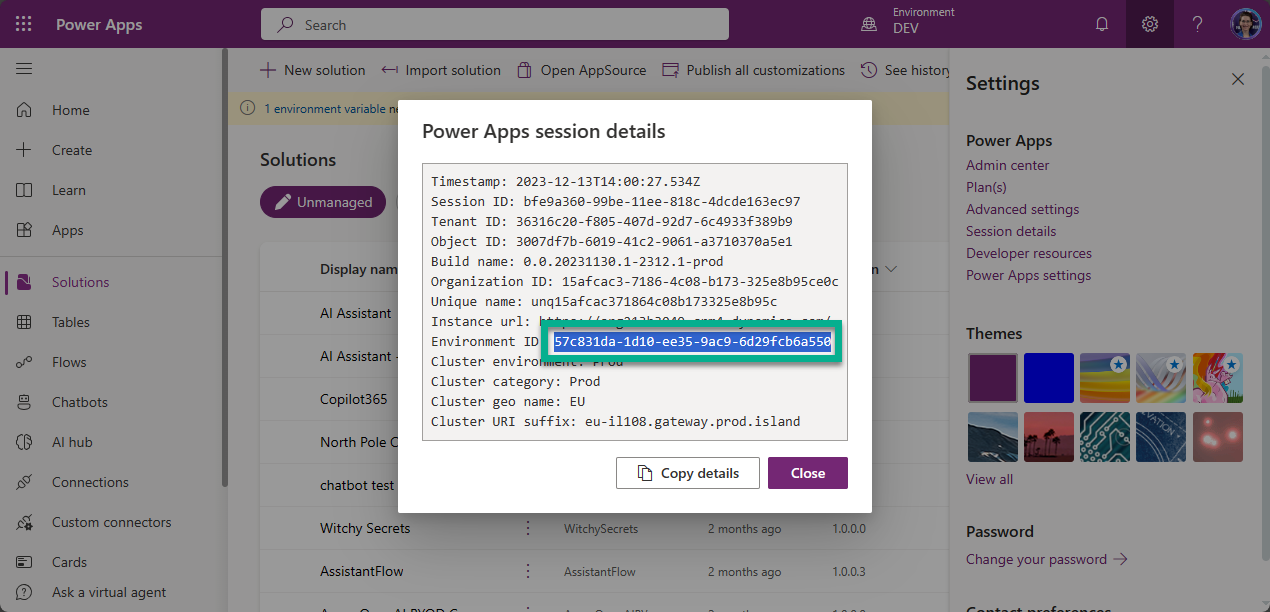 Power Apps
Search
Environment
DEV
?
New solution
Import solution
Open AppSource
Publish all customizations
See history
1 environment variable ne
Home
Create
Learn
Apps
Solutions
Tables
Flows
Chatbots
AI hub
Connections
Custom connectors
Cards
Ask a virtual agent
Solutions
Unmanaged
Display nam
n
AI Assistant
AI Assistant -
Copilot365
North Pole C
chatbot test
Witchy Secrets
WitchySecrets
2 months ago
1.0.0.0
AssistantFlow
AssistantFlow
2 months ago
1.0.0.3
Power Apps session details
Timestamp: 2023-12-13T14:00:27.534Z
Session ID: bfe9a360-99be-11ee-818c-4dcde163ec97
Tenant ID: 36316c20-f805-407d-92d7-6c4933f389b9
Object ID: 3007df7b-6019-41c2-9061-a3710370a5e1
Build name: 0.0.20231130.1-2312.1-prod
Organization ID: 15afcac3-7186-4c08-b173-325e8b95ce0c
Unique name: unq15afcac371864c08b173325e8b95c
Instance url:
Environment ID 57c831da-1d10-ee35-9ac9-6d29fcb6a550
Cluster environment: Prod
Cluster category: Prod
Cluster geo name: EU
Cluster URI suffix: eu-il108.gateway.prod.island
Copy details
Close
Settings
Power Apps
Admin center
Plan(s)
Advanced settings
Session details
Developer resources
Power Apps settings
Themes
VATION
View all
Password
Change your password
Contact preferences